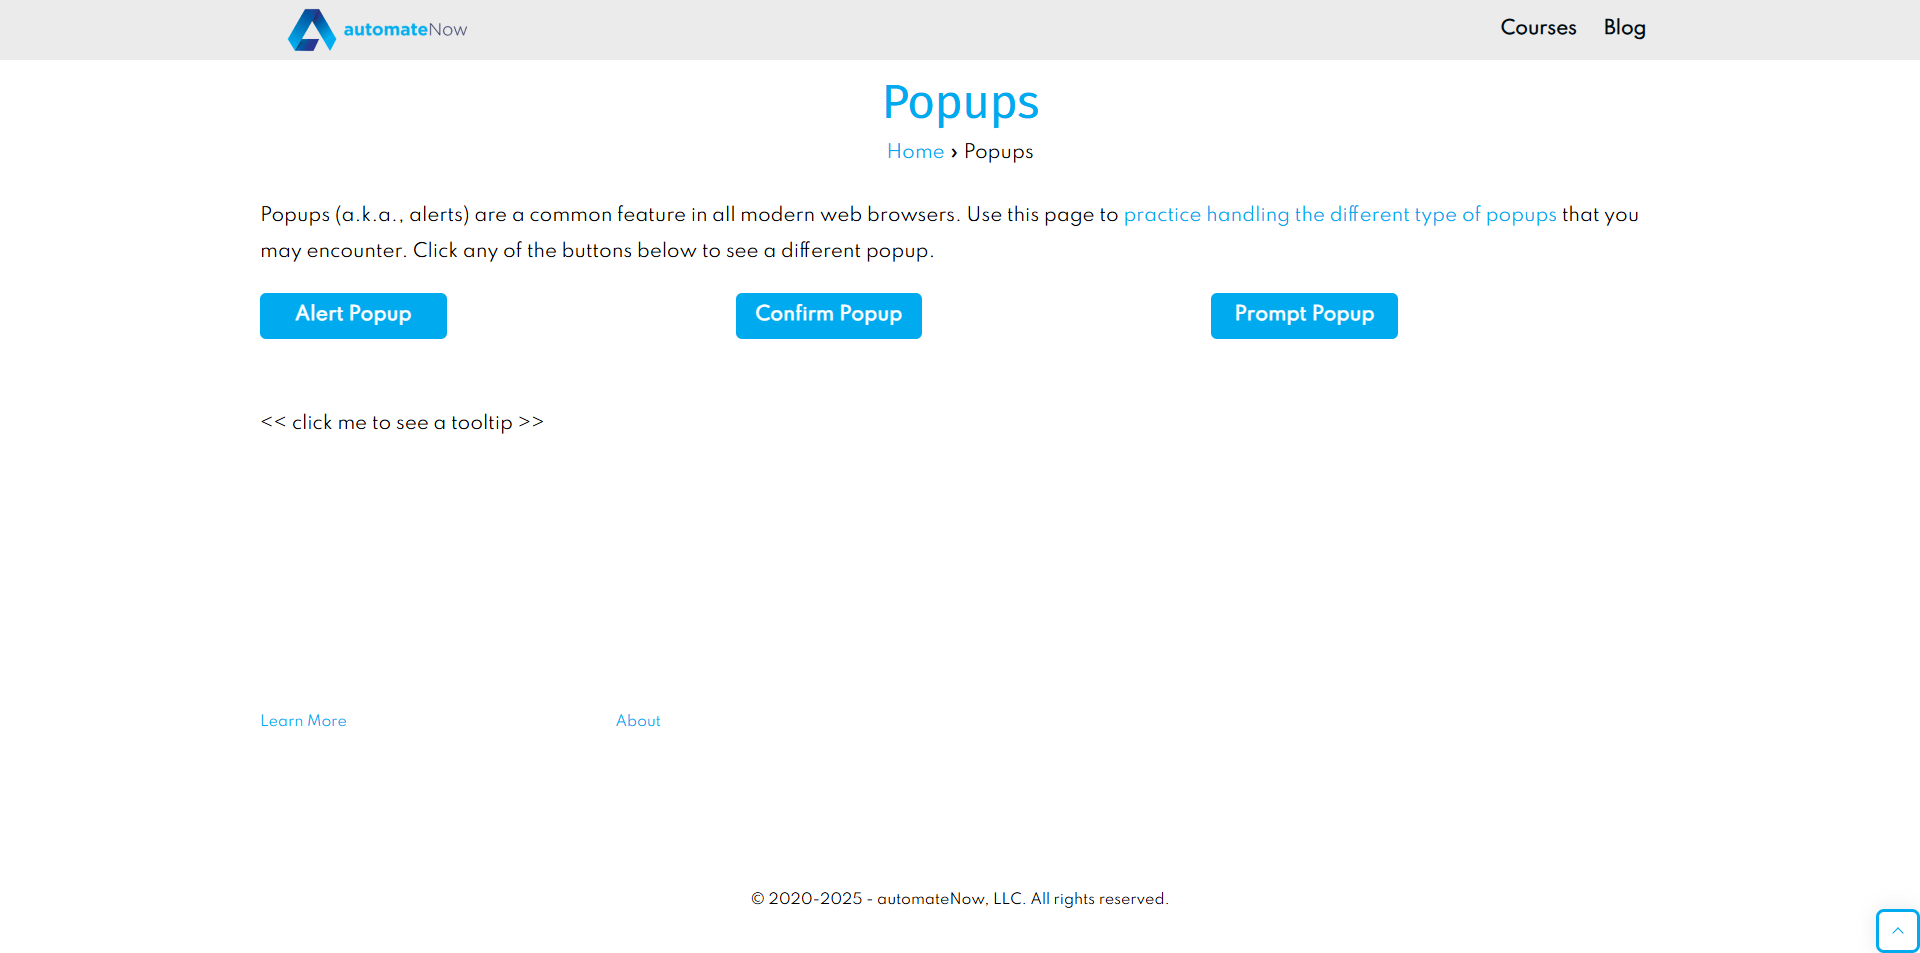 automateNow
Courses
Blog
Popups
Home › Popups
Popups (a.k.a., alerts) are a common feature in all modern web browsers. Use this page to practice handling the different type of popups that you
may encounter. Click any of the buttons below to see a different popup.
Alert Popup
Confirm Popup
Prompt Popup
<< click me to see a tooltip >>
Learn More
About
© 2020-2025 - automateNow, LLC. All rights reserved.